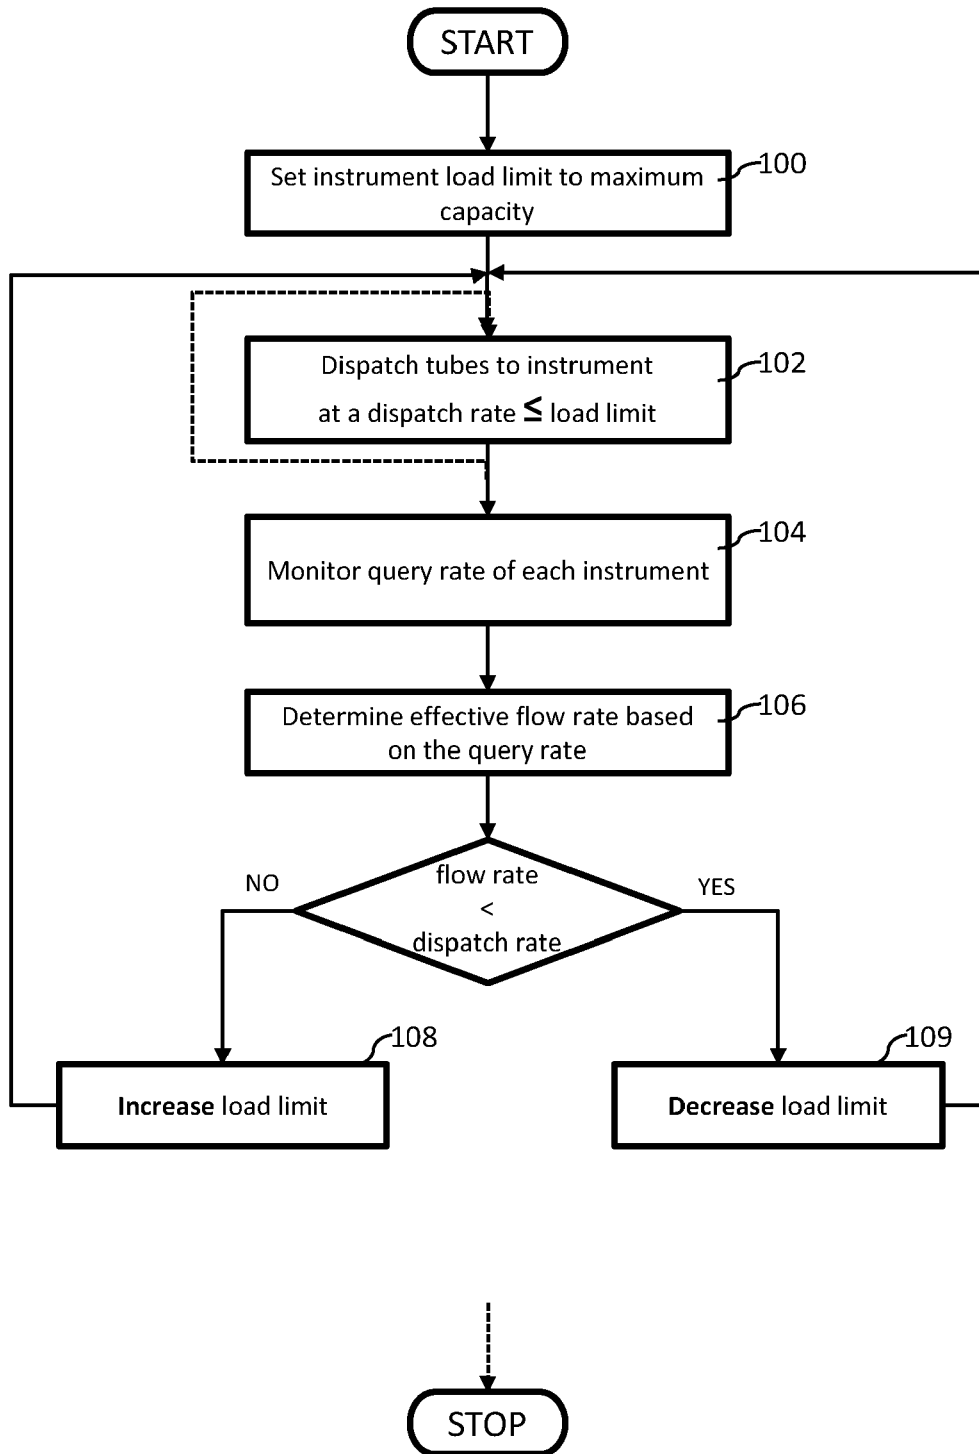 START
100
Set instrument load limit to maximum
capacity
102
Dispatch tubes to instrument
at a dispatch rate ≤ load limit
104
Monitor query rate of each instrument
106
Determine effective flow rate based
on the query rate
flow rate
<
dispatch rate
NO
YES
108
Increase load limit
109
Decrease load limit
STOP